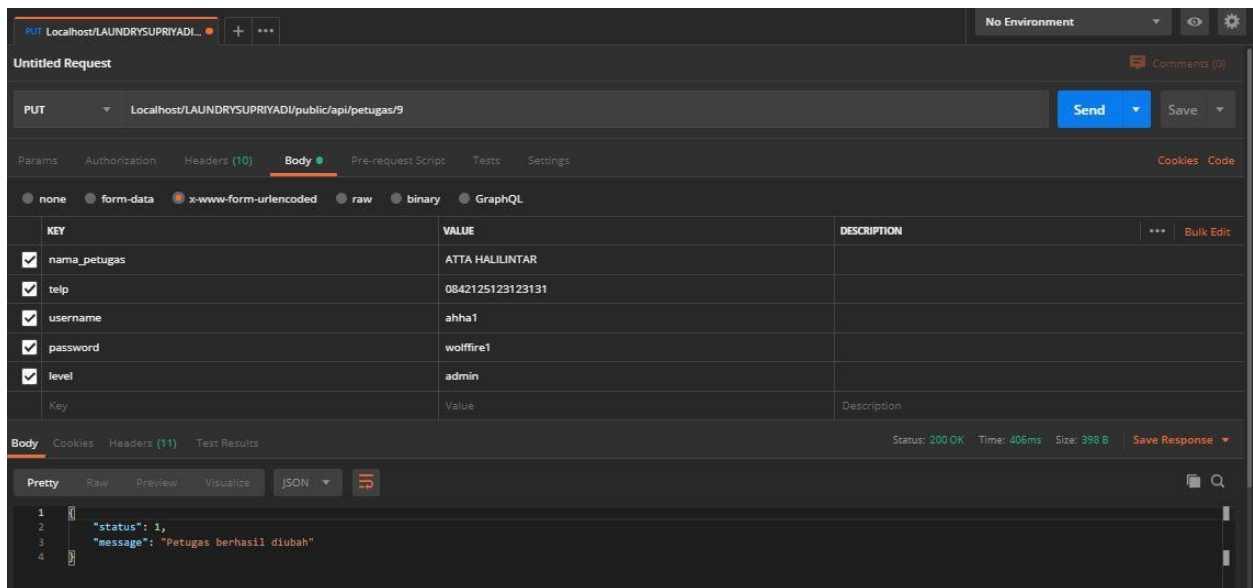 PUT Localhost/LAUNDRYSUPRIYADI... + ••• No Environment
Untitled Request Comments (0)
PUT Localhost/LAUNDRYSUPRIYADI/public/api/petugas/9 Send Save
Params Authorization Headers (10) Body Pre-request Script Tests Settings Cookies Code
none form-data x-www-form-urlencoded raw binary GraphQL
KEY VALUE DESCRIPTION ••• Bulk Edit
nama_petugas ATTA HALILINTAR
telp 0842125123123131
username ahha1
password wolffire1
level admin
Key Value Description
Body Cookies Headers (11) Test Results Status: 200 OK Time: 406ms Size: 398 B Save Response
Pretty Raw Preview Visualize JSON
1 {
2 "status": 1,
3 "message": "Petugas berhasil diubah"
4 }